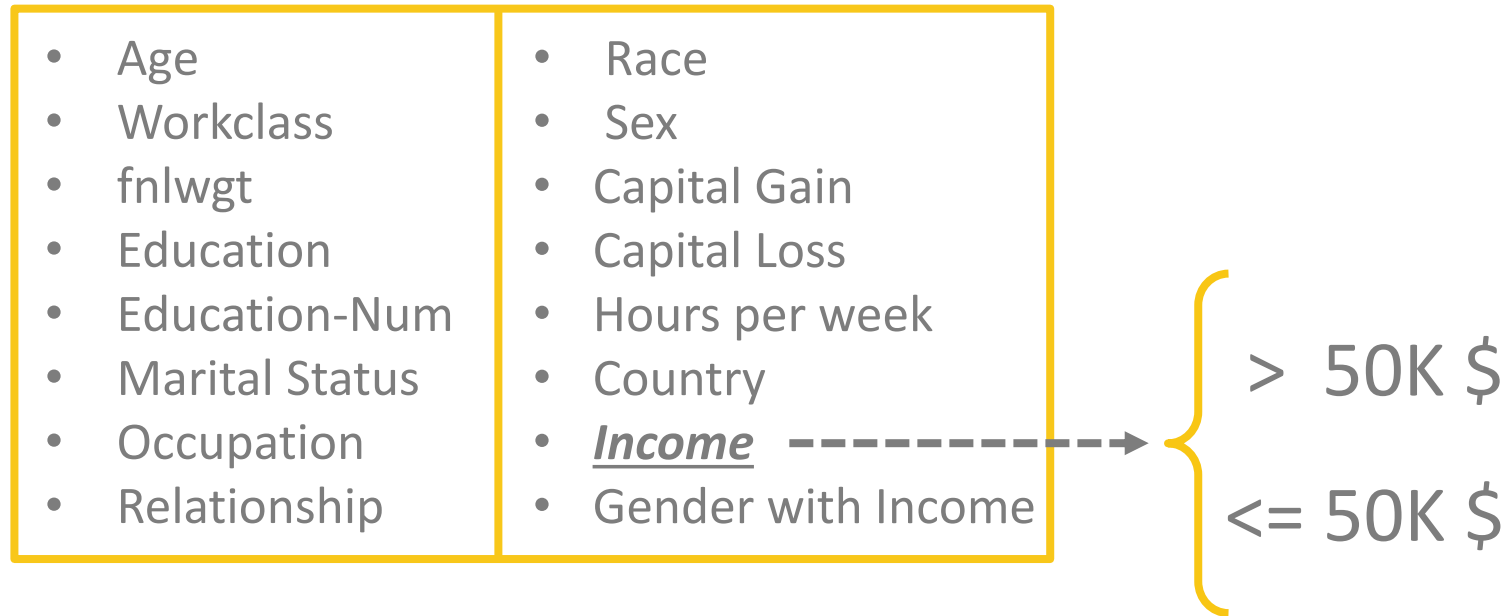 • Age
• Workclass
• fnlwgt
• Education
• Education-Num
• Marital Status
• Occupation
• Relationship
• Race
• Sex
• Capital Gain
• Capital Loss
• Hours per week
• Country
• Income
• Gender with Income
> 50K $
<= 50K $